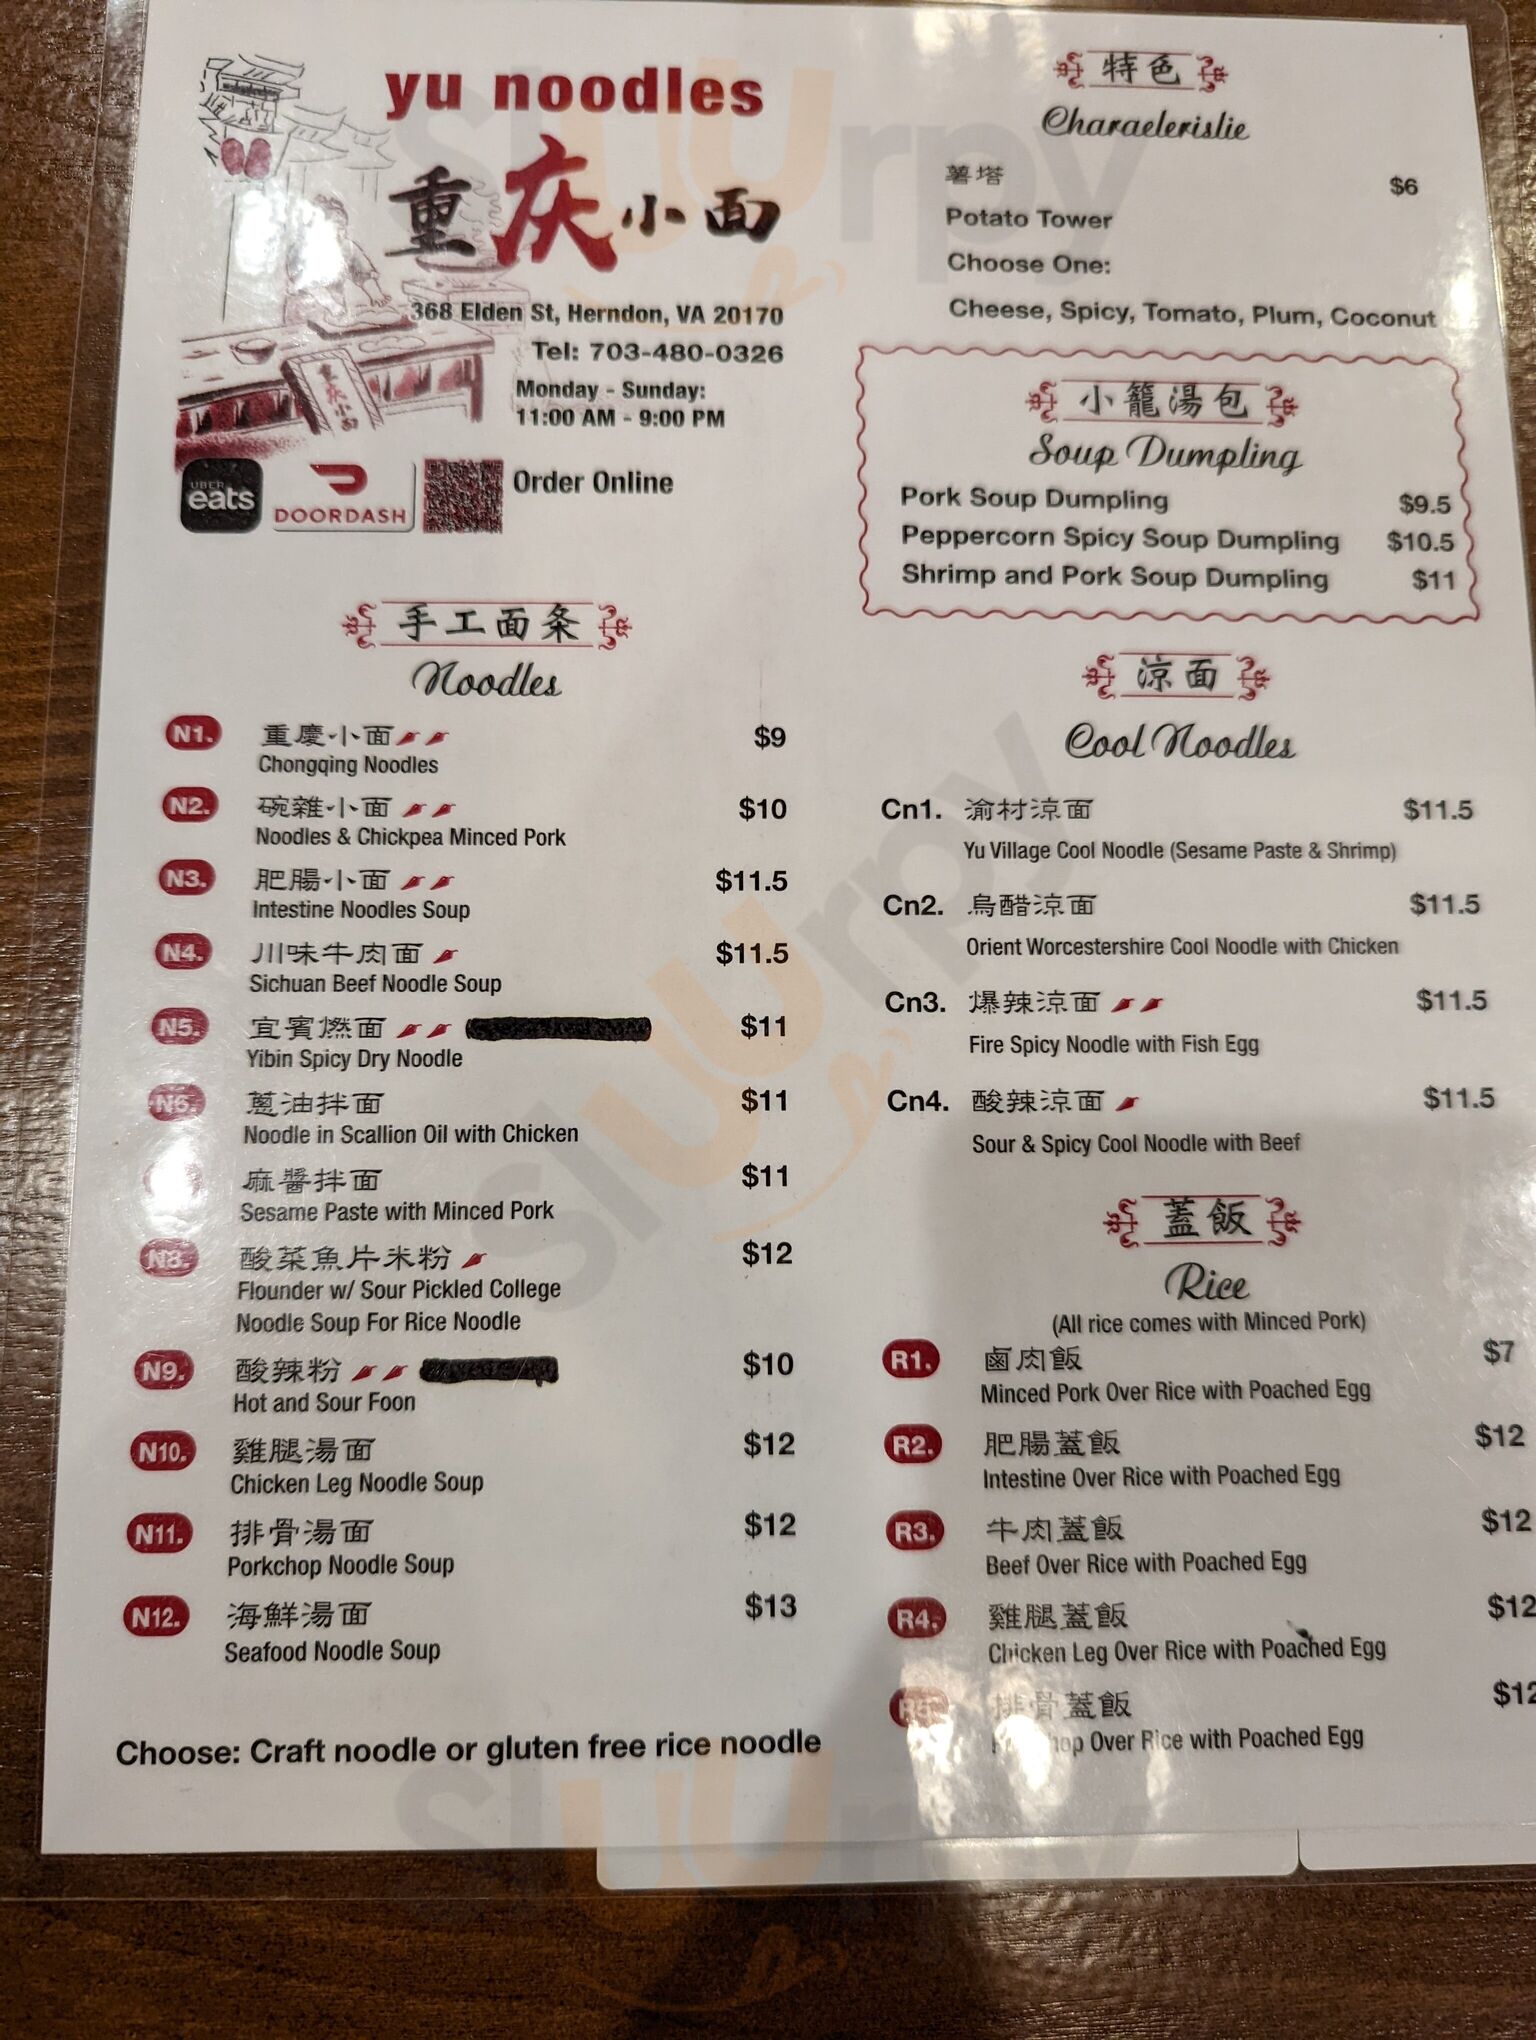 yu noodles
重庆小面
368 Elden St, Herndon, VA 20170
Tel: 703-480-0326
Monday - Sunday:
11:00 AM - 9:00 PM
UBER eats
DOORDASH
Order Online
手工面条
Noodles
N1. 重慶小面 $9
Chongqing Noodles
N2. 碗雜小面 $10
Noodles & Chickpea Minced Pork
N3. 肥腸小面 $11.5
Intestine Noodles Soup
N4. 川味牛肉面 $11.5
Sichuan Beef Noodle Soup
N5. 宜賓燃面 $11
Yibin Spicy Dry Noodle
N6. 蔥油拌面 $11
Noodle in Scallion Oil with Chicken
麻醬拌面 $11
Sesame Paste with Minced Pork
N8. 酸菜魚片米粉 $12
Flounder w/ Sour Pickled College
Noodle Soup For Rice Noodle
N9. 酸辣粉 $10
Hot and Sour Foon
N10. 雞腿湯面 $12
Chicken Leg Noodle Soup
N11. 排骨湯面 $12
Porkchop Noodle Soup
N12. 海鮮湯面 $13
Seafood Noodle Soup
Choose: Craft noodle or gluten free rice noodle
特色
Charaelerislie
薯塔 $6
Potato Tower
Choose One:
Cheese, Spicy, Tomato, Plum, Coconut
小籠湯包
Soup Dumpling
Pork Soup Dumpling $9.5
Peppercorn Spicy Soup Dumpling $10.5
Shrimp and Pork Soup Dumpling $11
涼面
Cool Noodles
Cn1. 渝村涼面 $11.5
Yu Village Cool Noodle (Sesame Paste & Shrimp)
Cn2. 烏醋涼面 $11.5
Orient Worcestershire Cool Noodle with Chicken
Cn3. 爆辣涼面 $11.5
Fire Spicy Noodle with Fish Egg
Cn4. 酸辣涼面 $11.5
Sour & Spicy Cool Noodle with Beef
蓋飯
Rice
(All rice comes with Minced Pork)
R1. 鹵肉飯 $7
Minced Pork Over Rice with Poached Egg
R2. 肥腸蓋飯 $12
Intestine Over Rice with Poached Egg
R3. 牛肉蓋飯 $12
Beef Over Rice with Poached Egg
R4. 雞腿蓋飯 $12
Chicken Leg Over Rice with Poached Egg
R5. 排骨蓋飯 $12
Over Rice with Poached Egg
slurpy
slurpy
slurpy